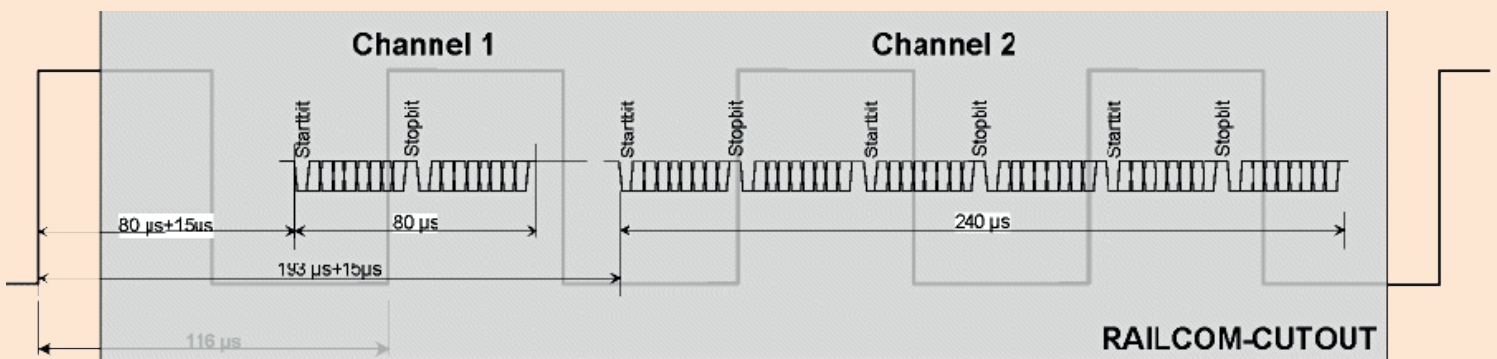 Channel 1
Channel 2
Startbit
Stopbit
Startbit
Stopbit
Startbit
Stopbit
Startbit
Stopbit
80 µs+15µs
80 µs
240 µs
193 µs+15µs
116 µs
RAILCOM-CUTOUT